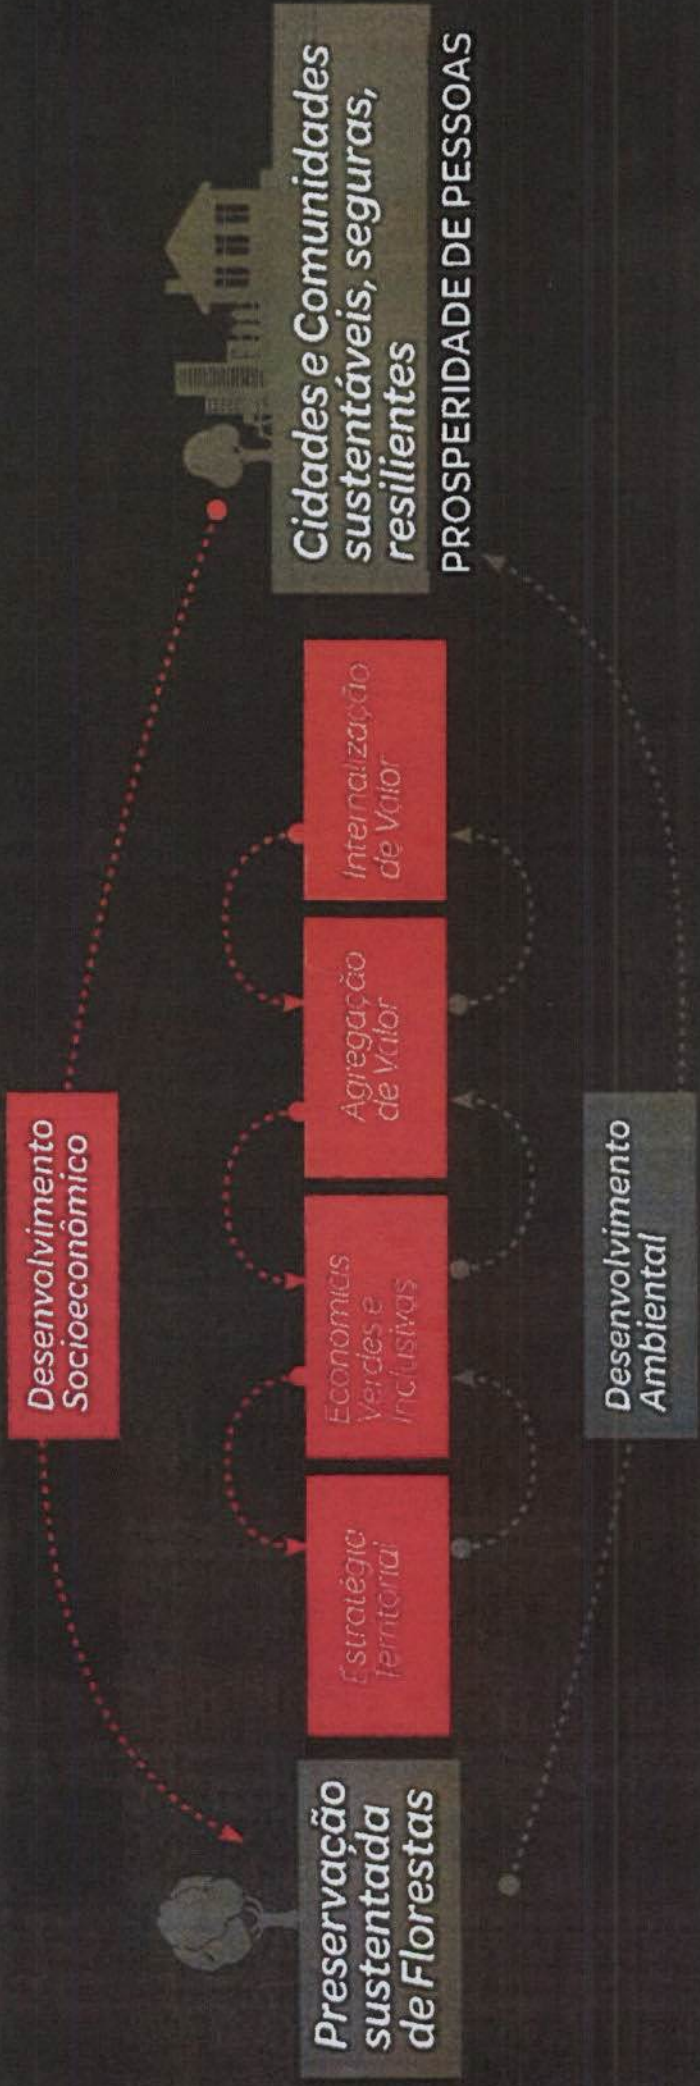 Desenvolvimento
Socioeconômico
Preservação
sustentada
de Florestas
Estratégia
Territorial
Economias
Verdes e
Inclusivas
Agregação
de Valor
Internalização
de Valor
Cidades e Comunidades
sustentáveis, seguras,
resilientes
PROSPERIDADE DE PESSOAS
Desenvolvimento
Ambiental